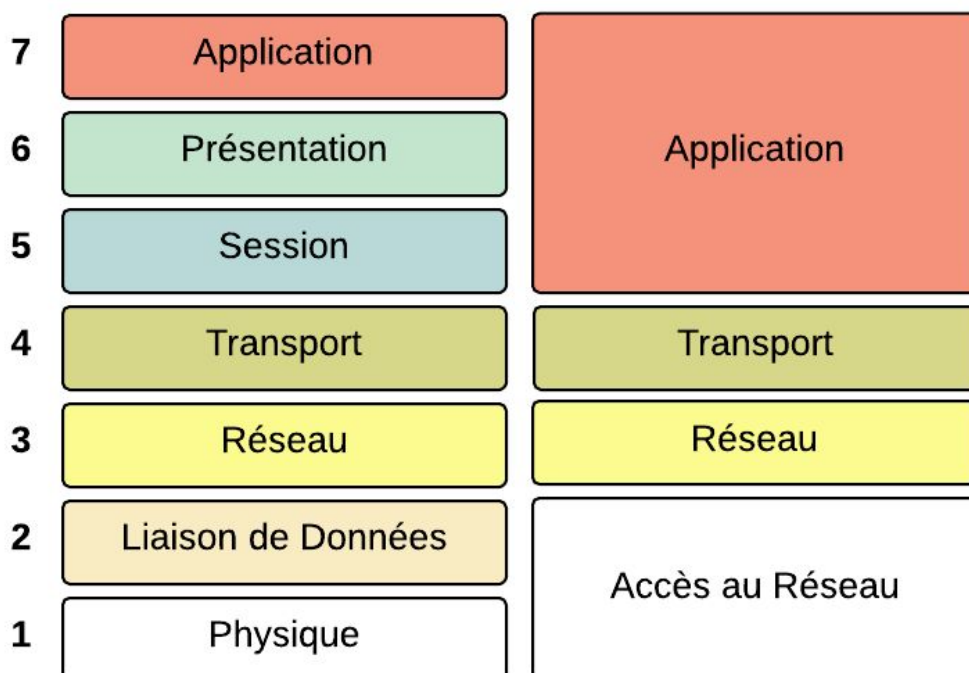 7 Application
6 Présentation
Application
5 Session
4 Transport Transport
3 Réseau Réseau
2 Liaison de Données
Accès au Réseau
1 Physique